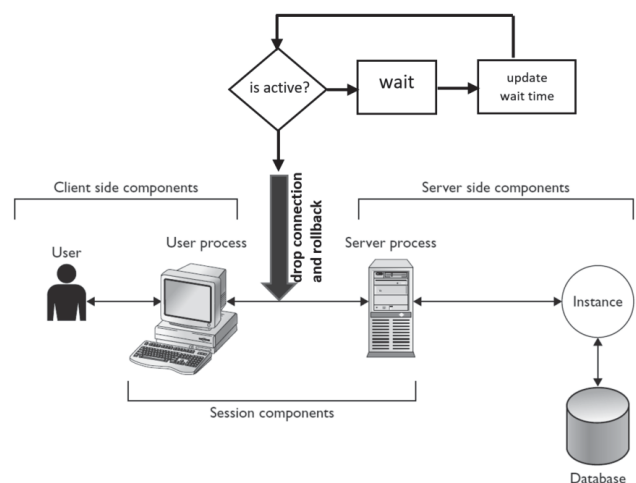 is active?
wait
update
wait time
drop connection
and rollback
Client side components
Server side components
User
User process
Server process
Instance
Session components
Database